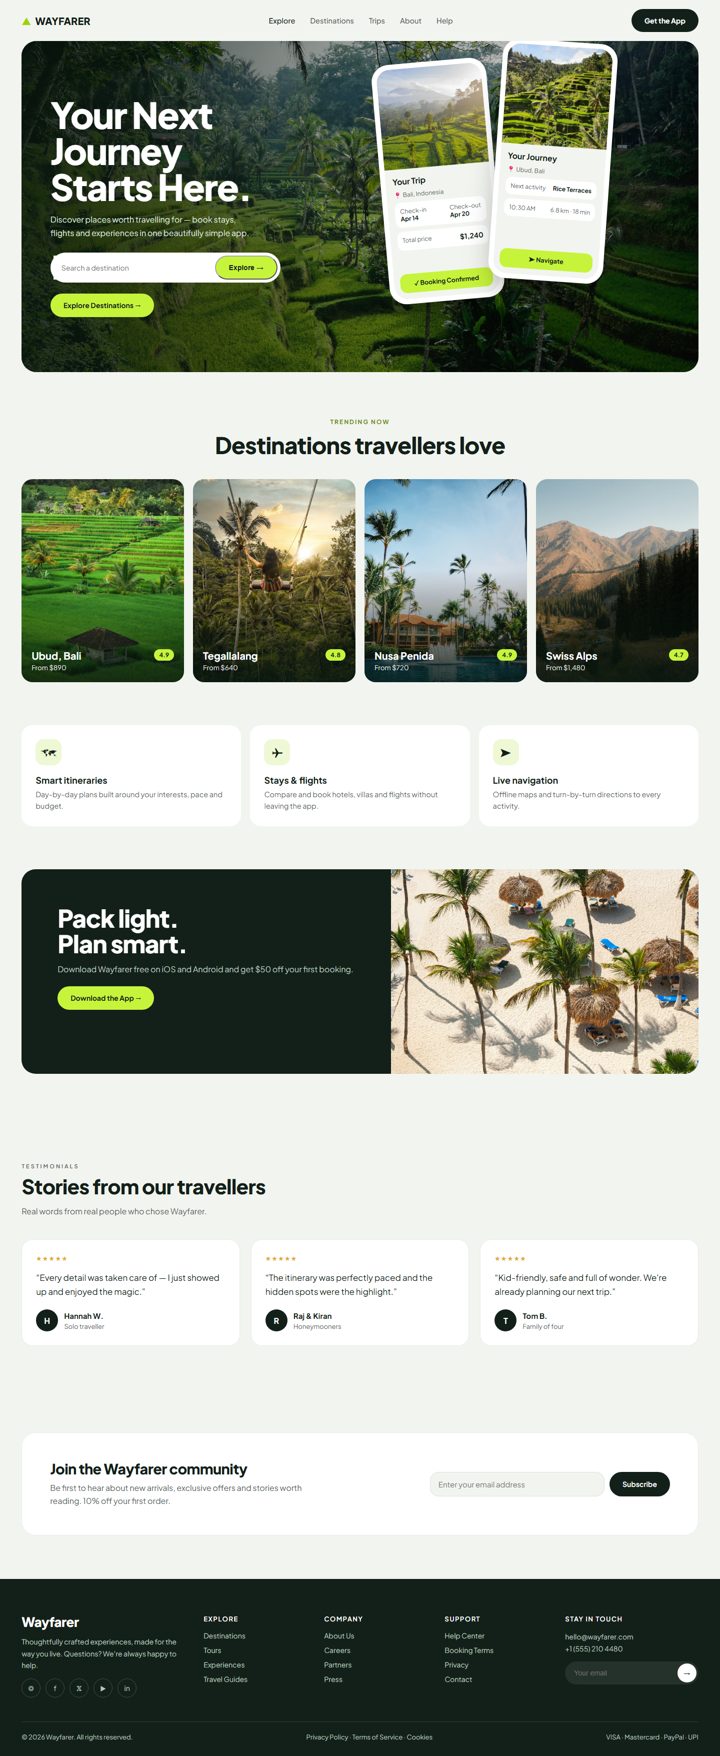 WAYFARER
Explore
Destinations
Trips
About
Help
Get the App
Your Next
Journey
Starts Here.
Discover places worth travelling for — book stays,
flights and experiences in one beautifully simple app.
Search a destination
Explore →
Explore Destinations →
Your Trip
Bali, Indonesia
Check-in
Apr 14
Check-out
Apr 20
Total price
$1,240
✓ Booking Confirmed
Your Journey
Ubud, Bali
Next activity
Rice Terraces
10:30 AM
6.8 km · 18 min
➤ Navigate
TRENDING NOW
Destinations travellers love
Ubud, Bali
From $890
4.9
Tegallalang
From $640
4.8
Nusa Penida
From $720
4.9
Swiss Alps
From $1,480
4.7
Smart itineraries
Day-by-day plans built around your interests, pace and
budget.
Stays & flights
Compare and book hotels, villas and flights without
leaving the app.
Live navigation
Offline maps and turn-by-turn directions to every
activity.
Pack light.
Plan smart.
Download Wayfarer free on iOS and Android and get $50 off your first booking.
Download the App →
TESTIMONIALS
Stories from our travellers
Real words from real people who chose Wayfarer.
★★★★★
"Every detail was taken care of — I just showed
up and enjoyed the magic."
H
Hannah W.
Solo traveller
★★★★★
"The itinerary was perfectly paced and the
hidden spots were the highlight."
R
Raj & Kiran
Honeymooners
★★★★★
"Kid-friendly, safe and full of wonder. We're
already planning our next trip."
T
Tom B.
Family of four
Join the Wayfarer community
Be first to hear about new arrivals, exclusive offers and stories worth
reading. 10% off your first order.
Enter your email address
Subscribe
Wayfarer
Thoughtfully crafted experiences, made for the
way you live. Questions? We're always happy to
help.
f
𝕏
▶
in
EXPLORE
Destinations
Tours
Experiences
Travel Guides
COMPANY
About Us
Careers
Partners
Press
SUPPORT
Help Center
Booking Terms
Privacy
Contact
STAY IN TOUCH
hello@wayfarer.com
+1 (555) 210 4480
Your email
→
© 2026 Wayfarer. All rights reserved.
Privacy Policy · Terms of Service · Cookies
VISA · Mastercard · PayPal · UPI